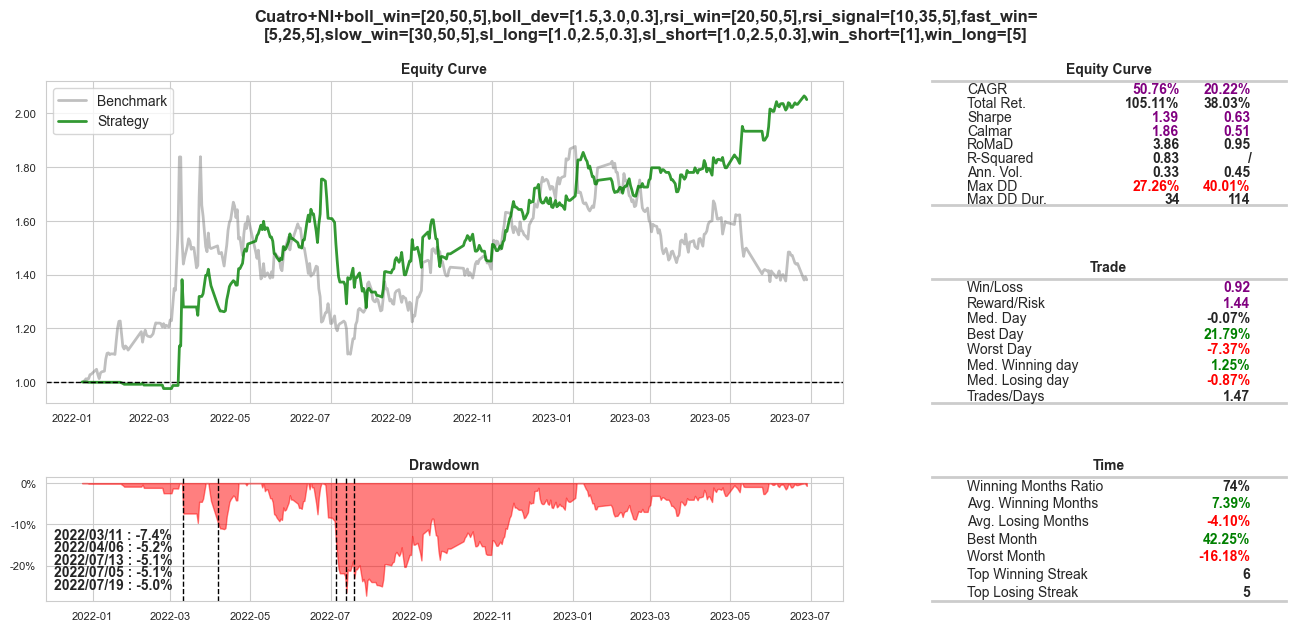 Cuatro+NI+boll_win=[20,50,5],boll_dev=[1.5,3.0,0.3],rsi_win=[20,50,5],rsi_signal=[10,35,5],fast_win=
[5,25,5],slow_win=[30,50,5],sl_long=[1.0,2.5,0.3],sl_short=[1.0,2.5,0.3],win_short=[1],win_long=[5]
Equity Curve
Benchmark
Strategy
2.00
1.80
1.60
1.40
1.20
1.00
2022-01 2022-03 2022-05 2022-07 2022-09 2022-11 2023-01 2023-03 2023-05 2023-07
Equity Curve
CAGR 50.76% 20.22%
Total Ret. 105.11% 38.03%
Sharpe 1.39 0.63
Calmar 1.86 0.51
RoMaD 3.86 0.95
R-Squared 0.83 /
Ann. Vol. 0.33 0.45
Max DD 27.26% 40.01%
Max DD Dur. 34 114
Trade
Win/Loss 0.92
Reward/Risk 1.44
Med. Day -0.07%
Best Day 21.79%
Worst Day -7.37%
Med. Winning day 1.25%
Med. Losing day -0.87%
Trades/Days 1.47
Drawdown
0%
-10%
-20%
2022/03/11 : -7.4%
2022/04/06 : -5.2%
2022/07/13 : -5.1%
2022/07/05 : -5.1%
2022/07/19 : -5.0%
2022-01 2022-03 2022-05 2022-07 2022-09 2022-11 2023-01 2023-03 2023-05 2023-07
Time
Winning Months Ratio 74%
Avg. Winning Months 7.39%
Avg. Losing Months -4.10%
Best Month 42.25%
Worst Month -16.18%
Top Winning Streak 6
Top Losing Streak 5